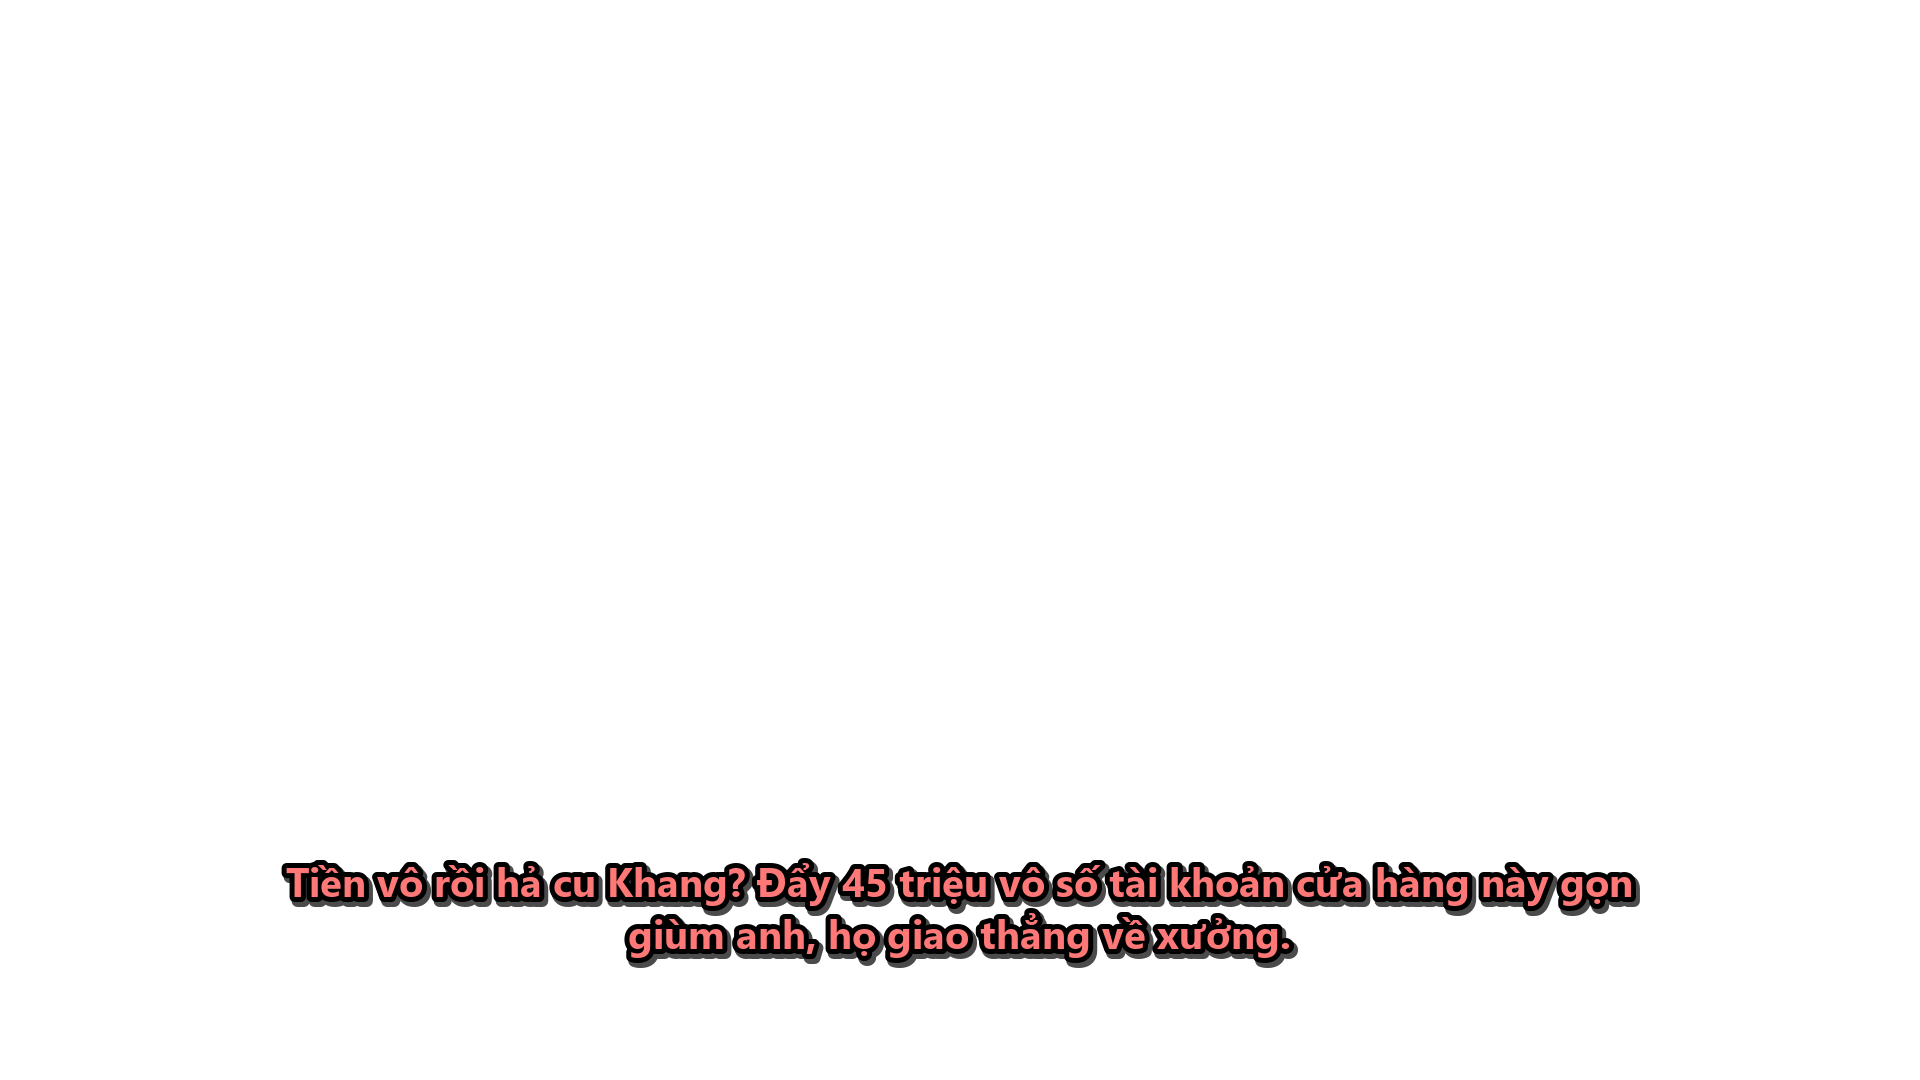 Tiền vô rồi hả cu Khang? Đẩy 45 triệu vô số tài khoản cửa hàng này gọn
giùm anh, họ giao thẳng về xưởng.